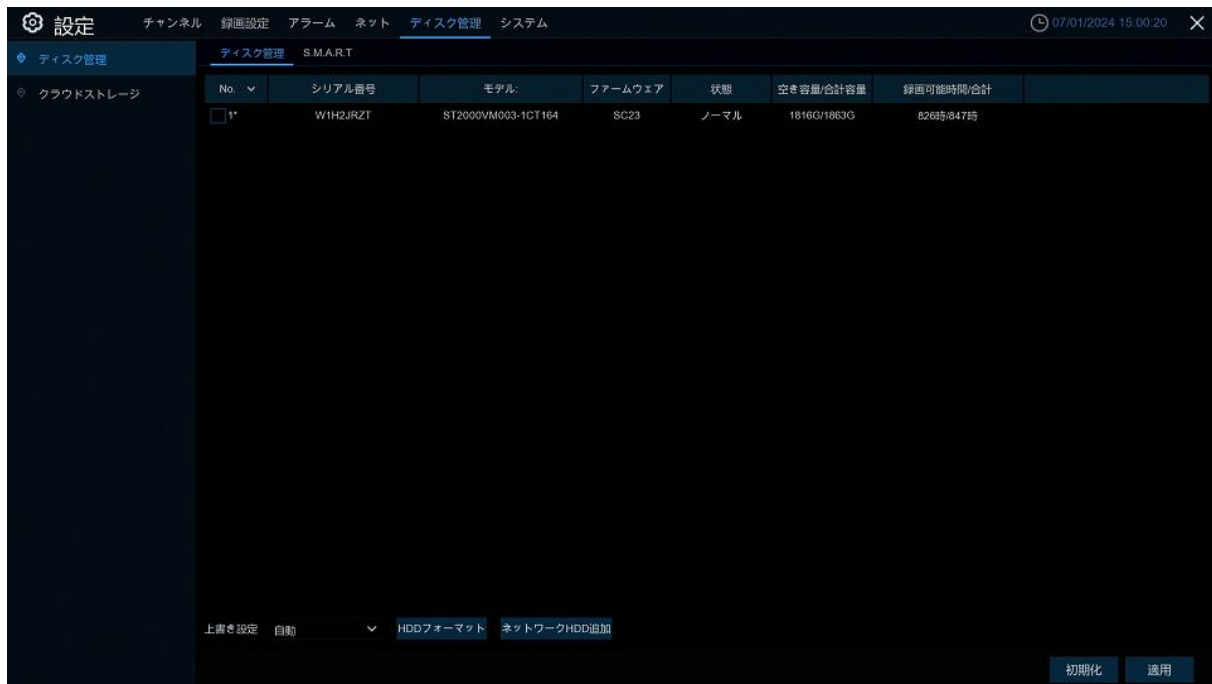 設定 チャンネル 録画設定 アラーム ネット ディスク管理 システム 07/01/2024 15:00:20
ディスク管理 ディスク管理 S.M.A.R.T
クラウドストレージ No. シリアル番号 モデル: ファームウェア 状態 空き容量/合計容量 録画可能時間/合計
1* W1H2JRZT ST2000VM003-1CT164 SC23 ノーマル 1816G/1863G 826時/847時
上書き設定 自動 HDDフォーマット ネットワークHDD追加
初期化 適用